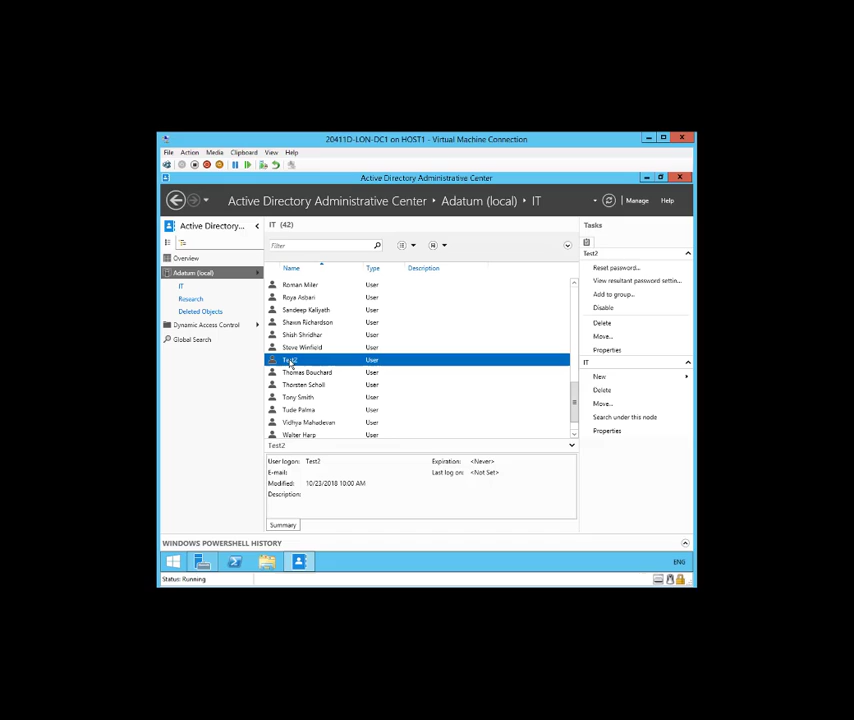 20411D-LON-DC1 on HOST1 - Virtual Machine Connection
File Action Media Clipboard View Help
Active Directory Administrative Center
Active Directory Administrative Center • Adatum (local) • IT
Manage Help
Active Directory...
IT (42)
Tasks
Filter
Overview
Adatum (local)
IT
Research
Deleted Objects
Dynamic Access Control
Global Search
Name Type Description
Roman Miler User
Roya Asbari User
Sandeep Kaliyath User
Shawn Richardson User
Shish Shridhar User
Steve Winfield User
Test2 User
Thomas Bouchard User
Thorsten Scholl User
Tony Smith User
Tude Palma User
Vidhya Mahadevan User
Walter Harp User
Test2
User logon: Test2
E-mail:
Modified: 10/23/2018 10:00 AM
Description:
Expiration: <Never>
Last log on: <Not Set>
Summary
Test2
Reset password...
View resultant password settin...
Add to group...
Disable
Delete
Move...
Properties
IT
New
Delete
Move...
Search under this node
Properties
WINDOWS POWERSHELL HISTORY
ENG
Status: Running